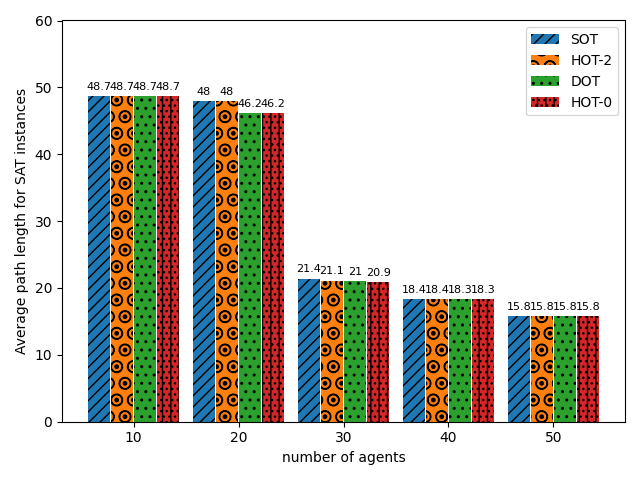 60
50
40
30
20
10
0
Average path length for SAT instances
48.7 48.7 48.7 48.7
48 48 46.2 46.2
21.4 21.1 21 20.9
18.4 18.4 18.3 18.3
15.8 15.8 15.8 15.8
SOT
HOT-2
DOT
HOT-0
10 20 30 40 50
number of agents